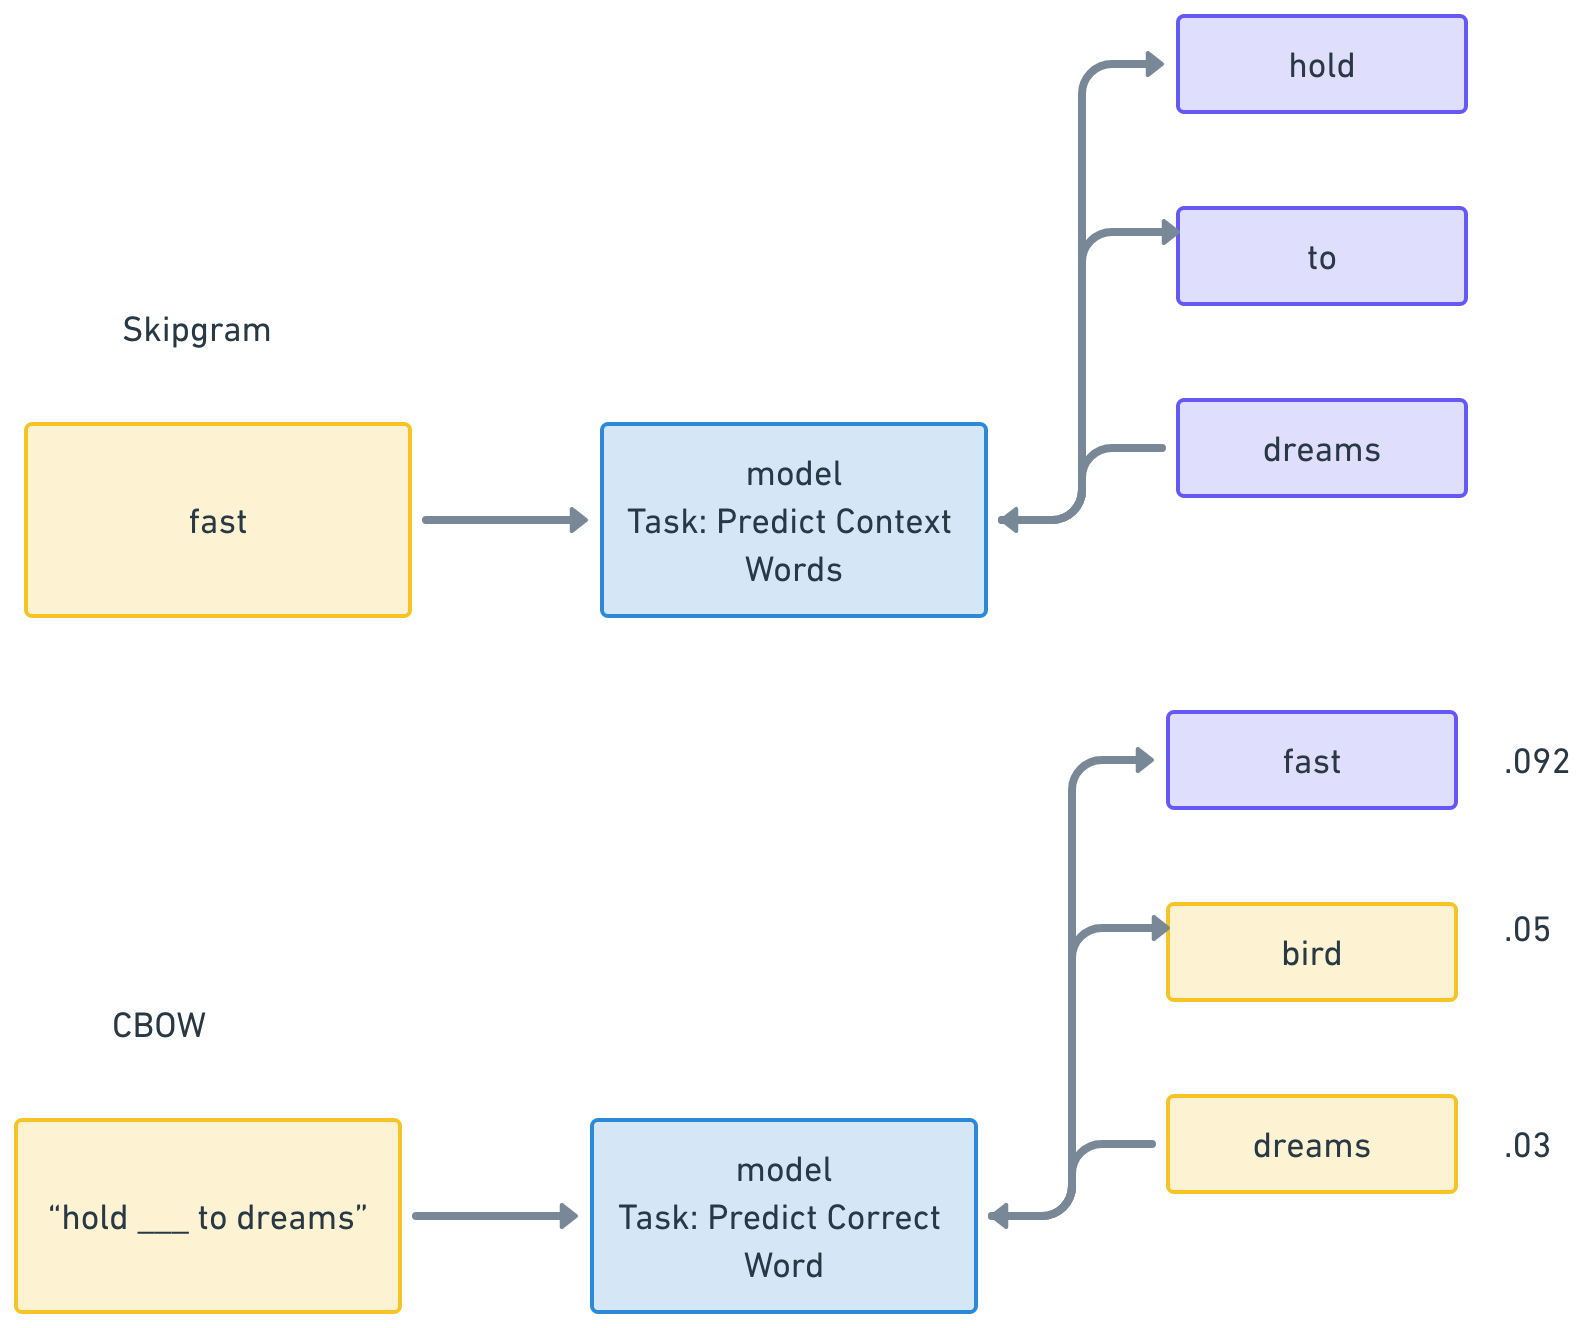 hold
to
Skipgram
dreams
fast
model
Task: Predict Context
Words
fast
.092
bird
.05
CBOW
dreams
.03
“hold ___ to dreams”
model
Task: Predict Correct
Word